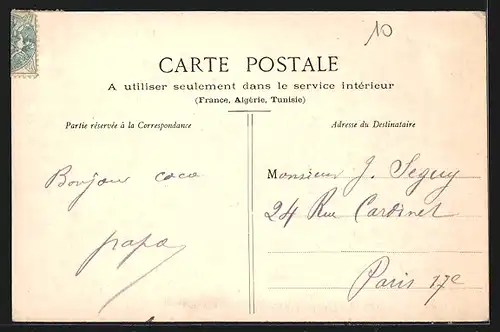 10
CARTE POSTALE
A utiliser seulement dans le service intérieur
(France, Algérie, Tunisie)
Partie réservée à la Correspondance
Adresse du Destinataire
Bonjour coco
papa
Monsieur J. Seguy
24 Rue Cardinet
Paris 17e